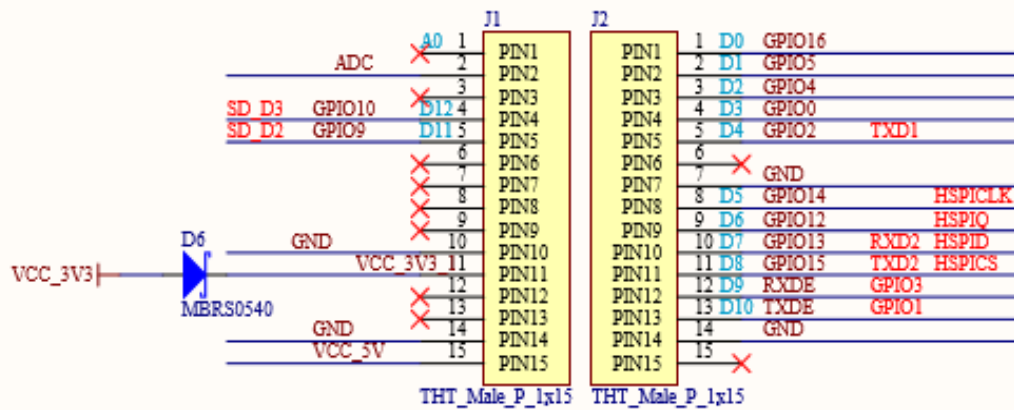 J1 J2
A0 1 PIN1 PIN1 1 D0 GPIO16
ADC 2 PIN2 PIN2 2 D1 GPIO5
3 PIN3 PIN3 3 D2 GPIO4
SD_D3 GPIO10 D12 4 PIN4 PIN4 4 D3 GPIO0
SD_D2 GPIO9 D11 5 PIN5 PIN5 5 D4 GPIO2 TXD1
6 PIN6 PIN6 6
7 PIN7 PIN7 7 GND
8 PIN8 PIN8 8 D5 GPIO14 HSPICLK
9 PIN9 PIN9 9 D6 GPIO12 HSPIQ
D6 GND 10 PIN10 PIN10 10 D7 GPIO13 RXD2 HSPID
VCC_3V3 VCC_3V3_ 11 PIN11 PIN11 11 D8 GPIO15 TXD2 HSPICS
12 PIN12 PIN12 12 D9 RXDE GPIO3
MBRS0540 13 PIN13 PIN13 13 D10 TXDE GPIO1
GND 14 PIN14 PIN14 14 GND
VCC_5V 15 PIN15 PIN15 15
THT_Male_P_1x15 THT_Male_P_1x15